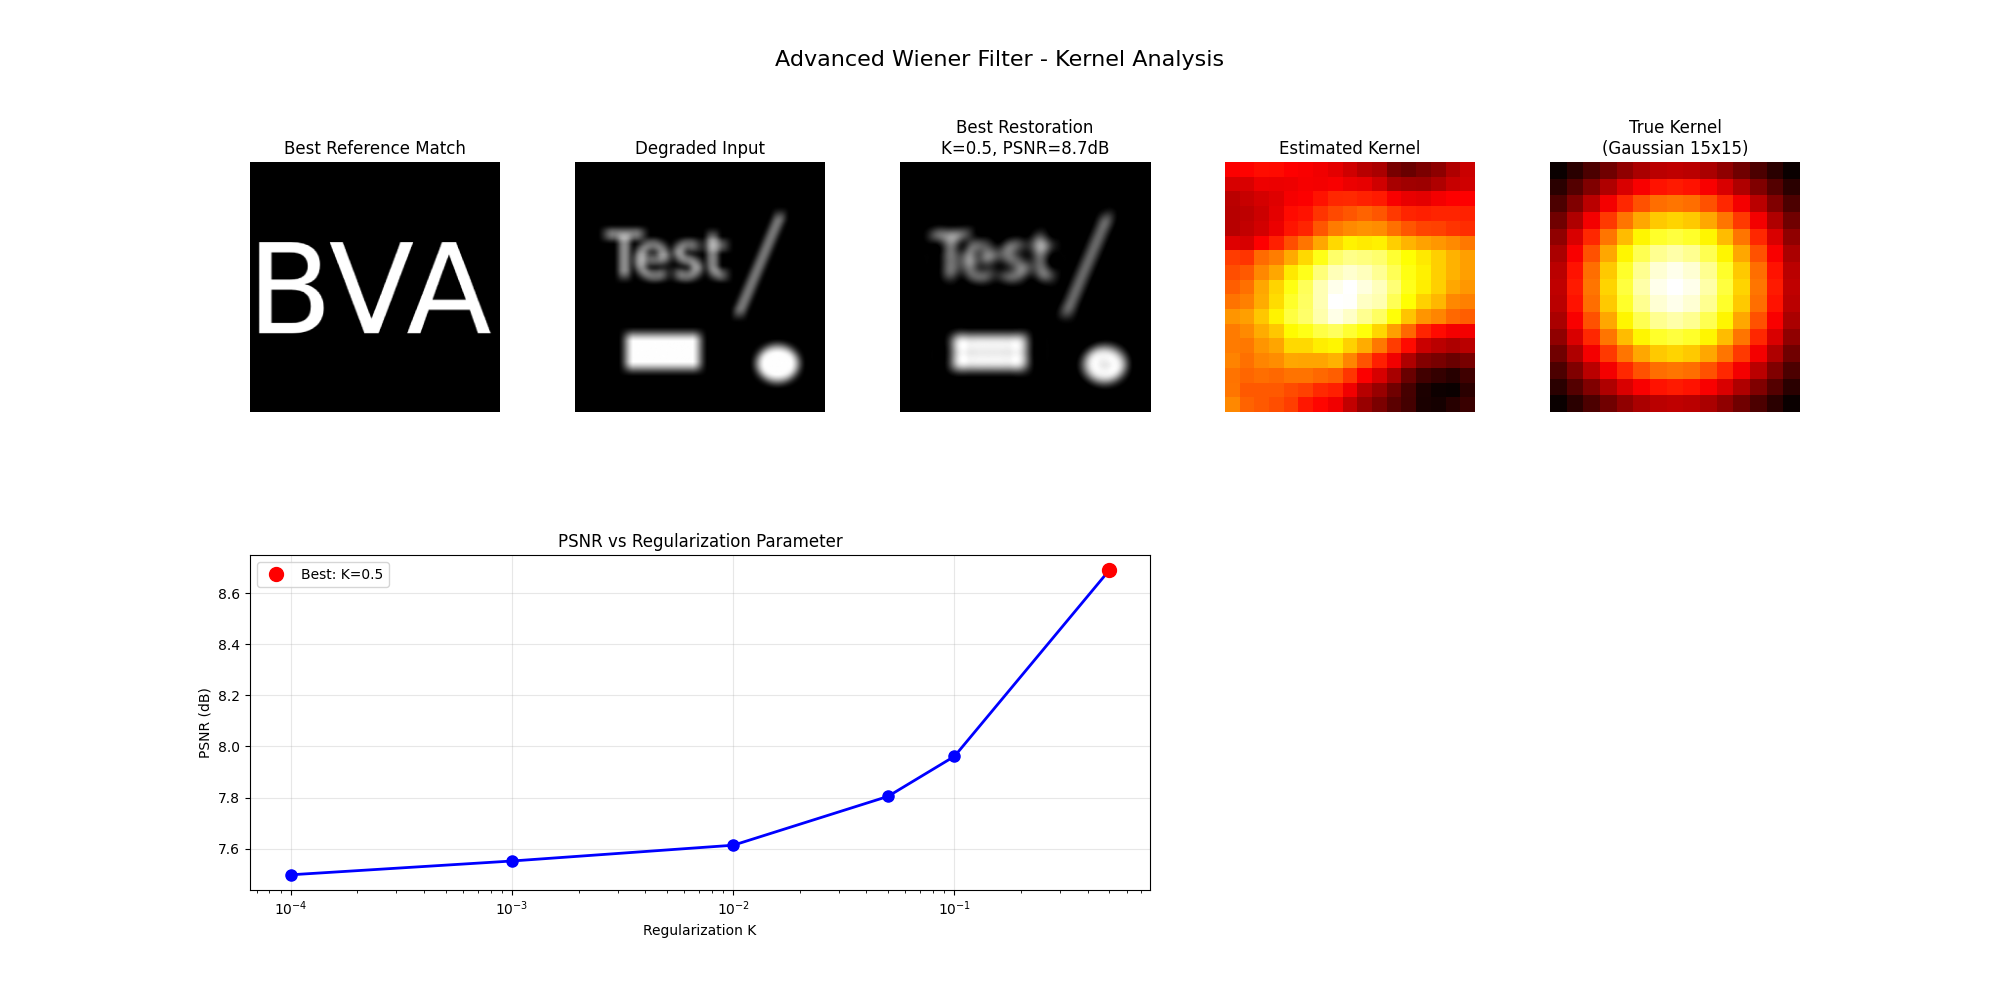 Advanced Wiener Filter - Kernel Analysis
Best Reference Match
Degraded Input
Best Restoration
K=0.5, PSNR=8.7dB
Estimated Kernel
True Kernel
(Gaussian 15x15)
BVA
Test /
Test /
PSNR vs Regularization Parameter
Best: K=0.5
PSNR (dB)
8.6
8.4
8.2
8.0
7.8
7.6
10⁻⁴
10⁻³
10⁻²
10⁻¹
Regularization K